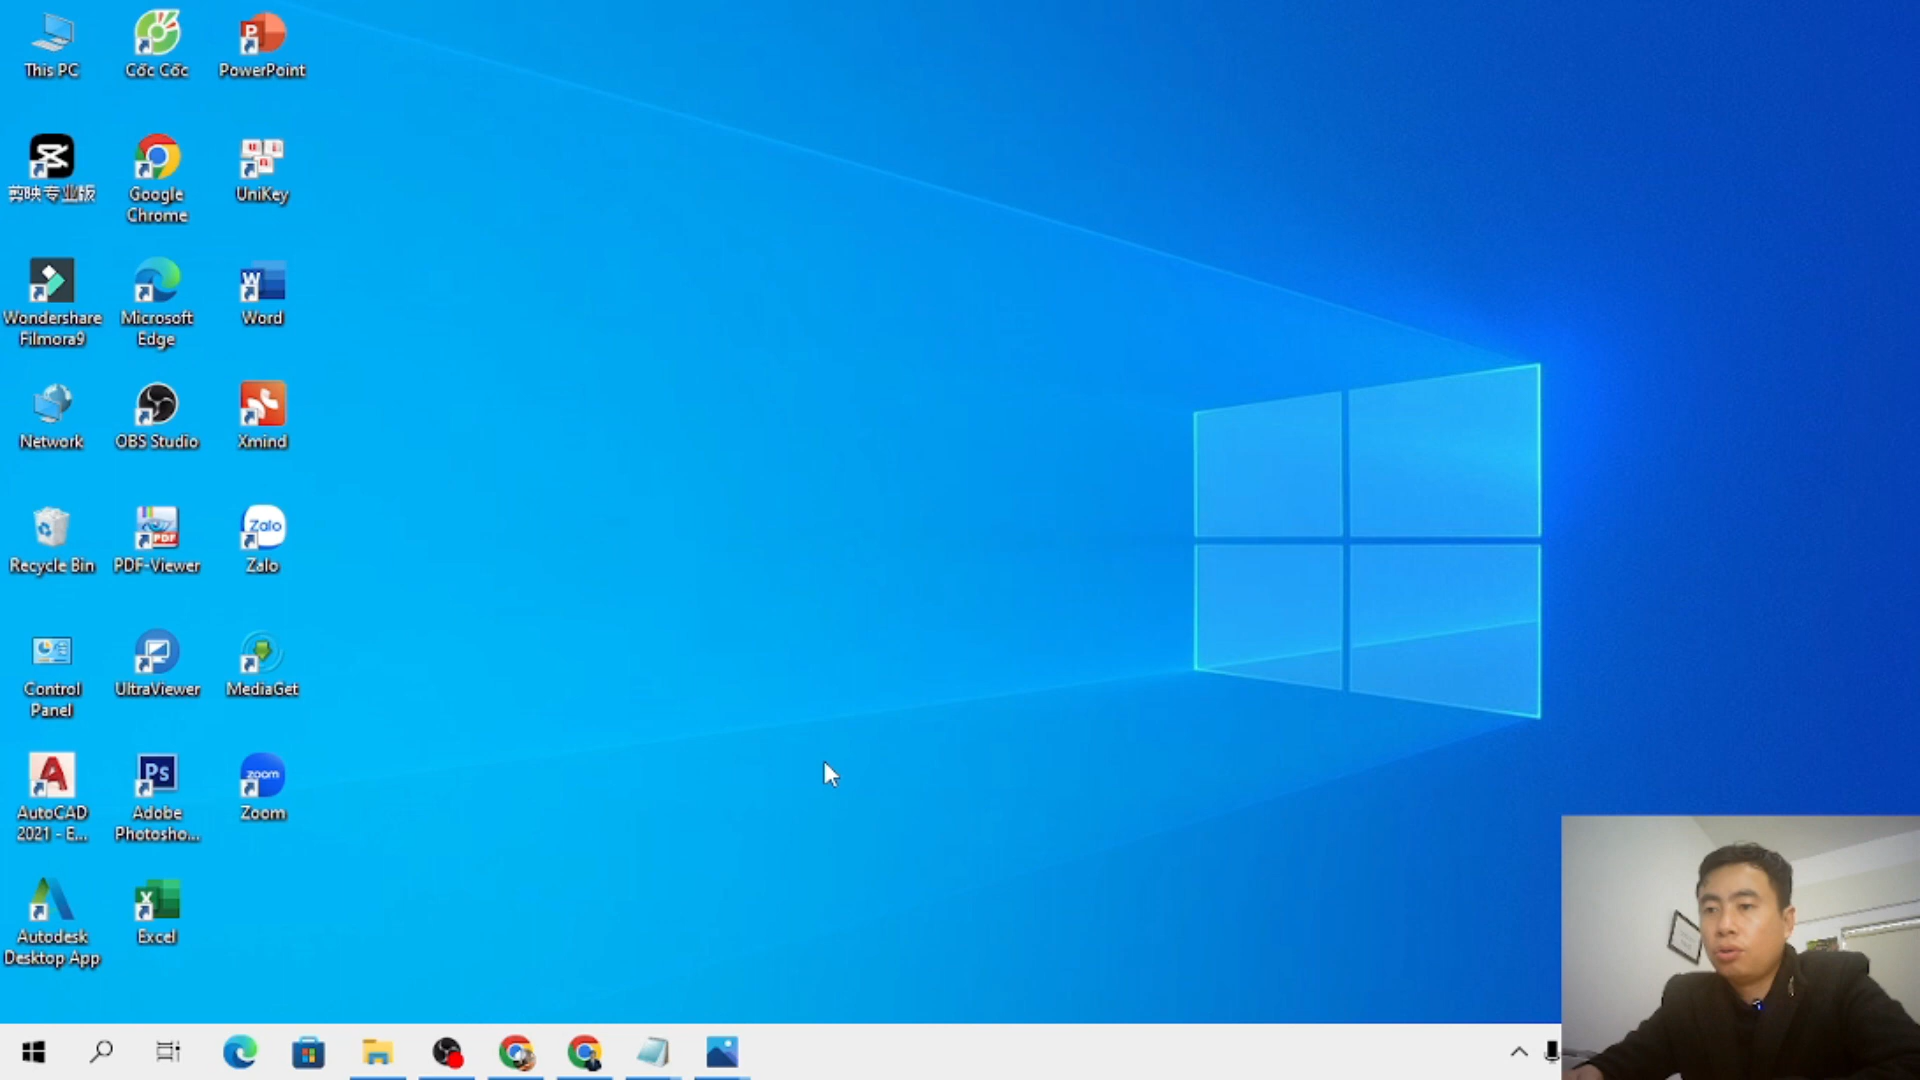 This PC
Cốc Cốc
PowerPoint
剪映专业版
Google
Chrome
UniKey
Wondershare
Filmora9
Microsoft
Edge
Word
Network
OBS Studio
Xmind
Recycle Bin
PDF-Viewer
Zalo
Zalo
Control
Panel
UltraViewer
MediaGet
AutoCAD
2021 - E...
Adobe
Photosho...
zoom
Zoom
Autodesk
Desktop App
Excel